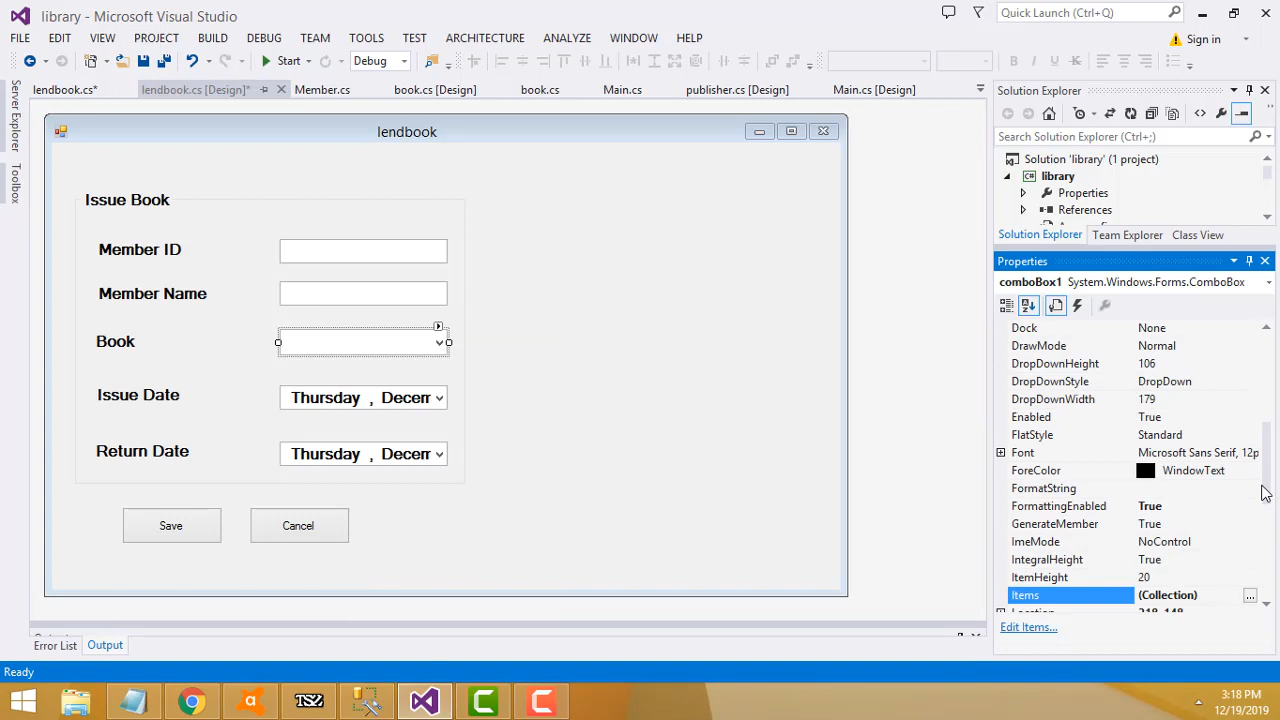 library - Microsoft Visual Studio
Quick Launch (Ctrl+Q)
FILE EDIT VIEW PROJECT BUILD DEBUG TEAM TOOLS TEST ARCHITECTURE ANALYZE WINDOW HELP
Sign in
Start
Debug
lendbook.cs*
lendbook.cs [Design]*
Member.cs
book.cs [Design]
book.cs
Main.cs
publisher.cs [Design]
Main.cs [Design]
Server Explorer
Toolbox
lendbook
Issue Book
Member ID
Member Name
Book
Issue Date
Thursday , Decem
Return Date
Thursday , Decem
Save
Cancel
Solution Explorer
Search Solution Explorer (Ctrl+;)
Solution 'library' (1 project)
C# library
Properties
References
Solution Explorer Team Explorer Class View
Properties
comboBox1 System.Windows.Forms.ComboBox
Dock None
DrawMode Normal
DropDownHeight 106
DropDownStyle DropDown
DropDownWidth 179
Enabled True
FlatStyle Standard
Font Microsoft Sans Serif, 12p
ForeColor WindowText
FormatString
FormattingEnabled True
GenerateMember True
ImeMode NoControl
IntegralHeight True
ItemHeight 20
Items (Collection) ...
Location 218, 148
Edit Items...
Error List
Output
Ready
TSZ
3:18 PM
12/19/2019